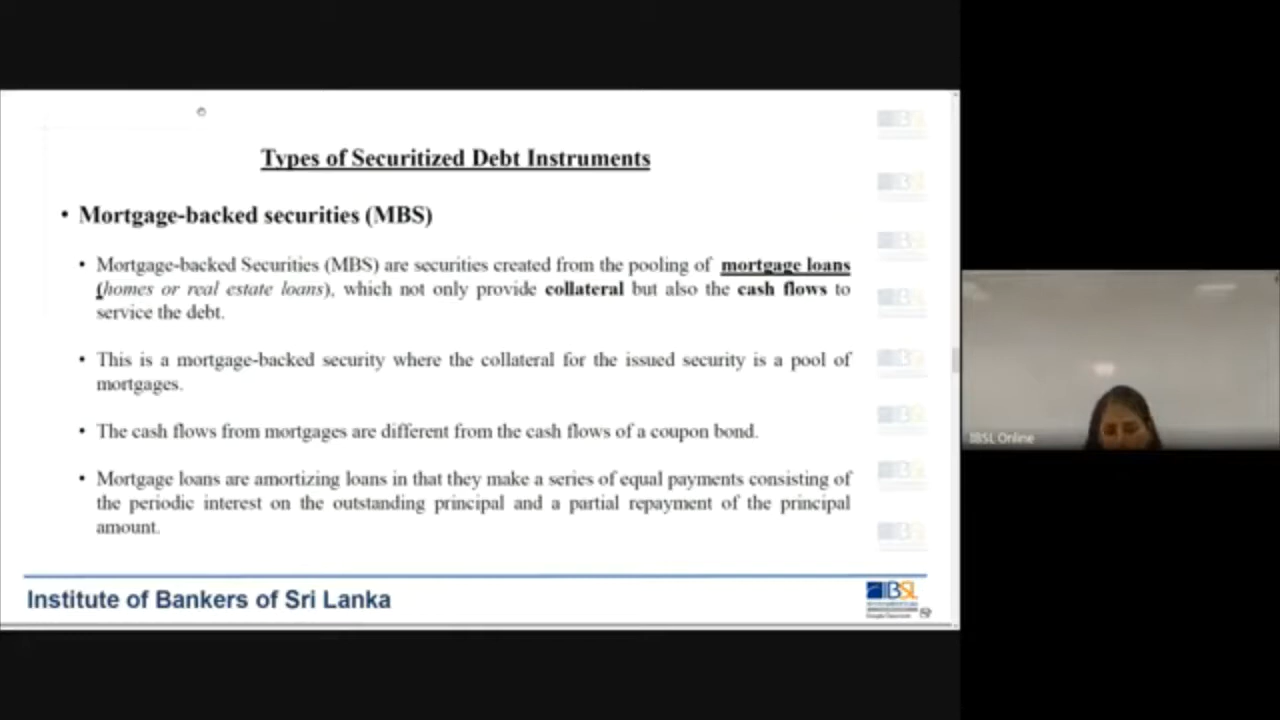 Types of Securitized Debt Instruments
• Mortgage-backed securities (MBS)
• Mortgage-backed Securities (MBS) are securities created from the pooling of mortgage loans
(homes or real estate loans), which not only provide collateral but also the cash flows to
service the debt.
• This is a mortgage-backed security where the collateral for the issued security is a pool of
mortgages.
• The cash flows from mortgages are different from the cash flows of a coupon bond.
• Mortgage loans are amortizing loans in that they make a series of equal payments consisting of
the periodic interest on the outstanding principal and a partial repayment of the principal
amount.
Institute of Bankers of Sri Lanka
IBSL
IBSL Online